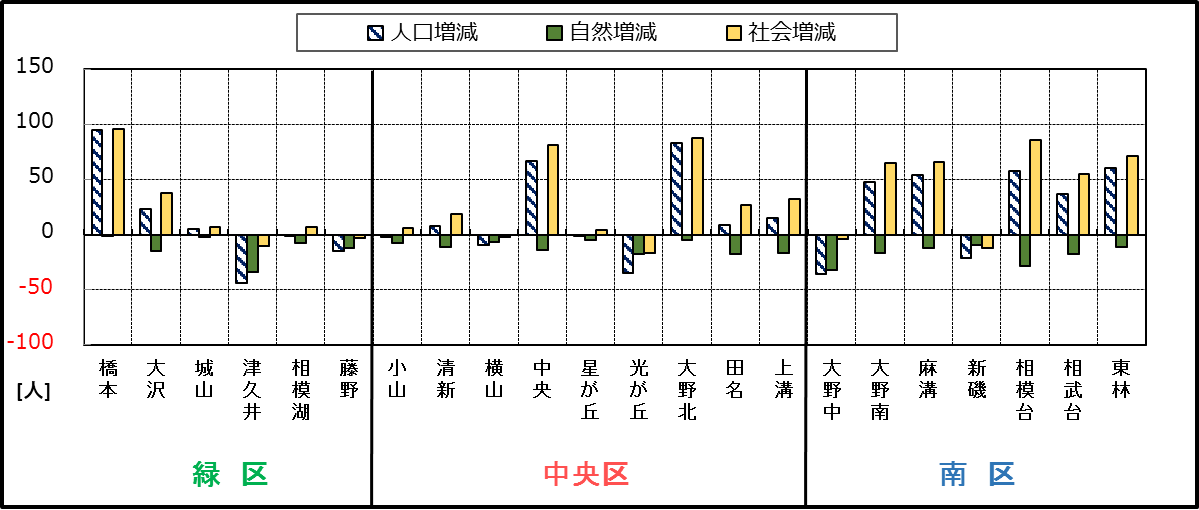 人口増減 自然増減 社会増減
150
100
50
0
-50
-100
[人]
橋本 大沢 城山 津久井 相模湖 藤野 小山 清新 横山 中央 星が丘 光が丘 大野北 田名 上溝 大野中 大野南 麻溝 新磯 相模台 相武台 東林
緑 区 中央区 南 区